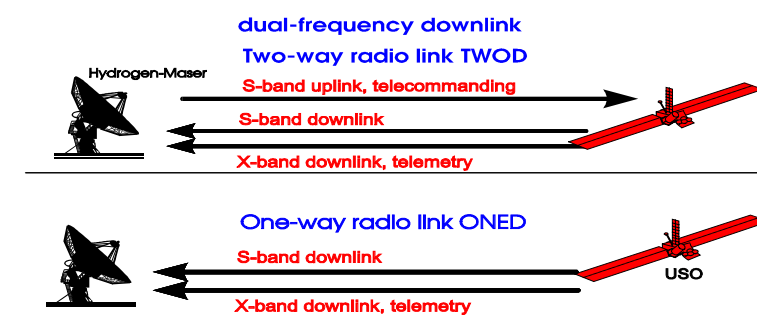 dual-frequency downlink
Two-way radio link TWOD
Hydrogen-Maser
S-band uplink, telecommanding
S-band downlink
X-band downlink, telemetry
One-way radio link ONED
S-band downlink
USO
X-band downlink, telemetry